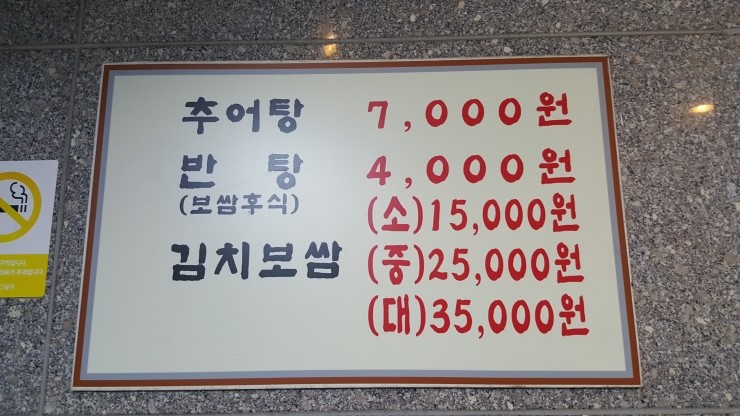 추어탕 7,000원
반 탕 4,000원
(보쌈후식)
(소)15,000원
김치보쌈 (중)25,000원
(대)35,000원